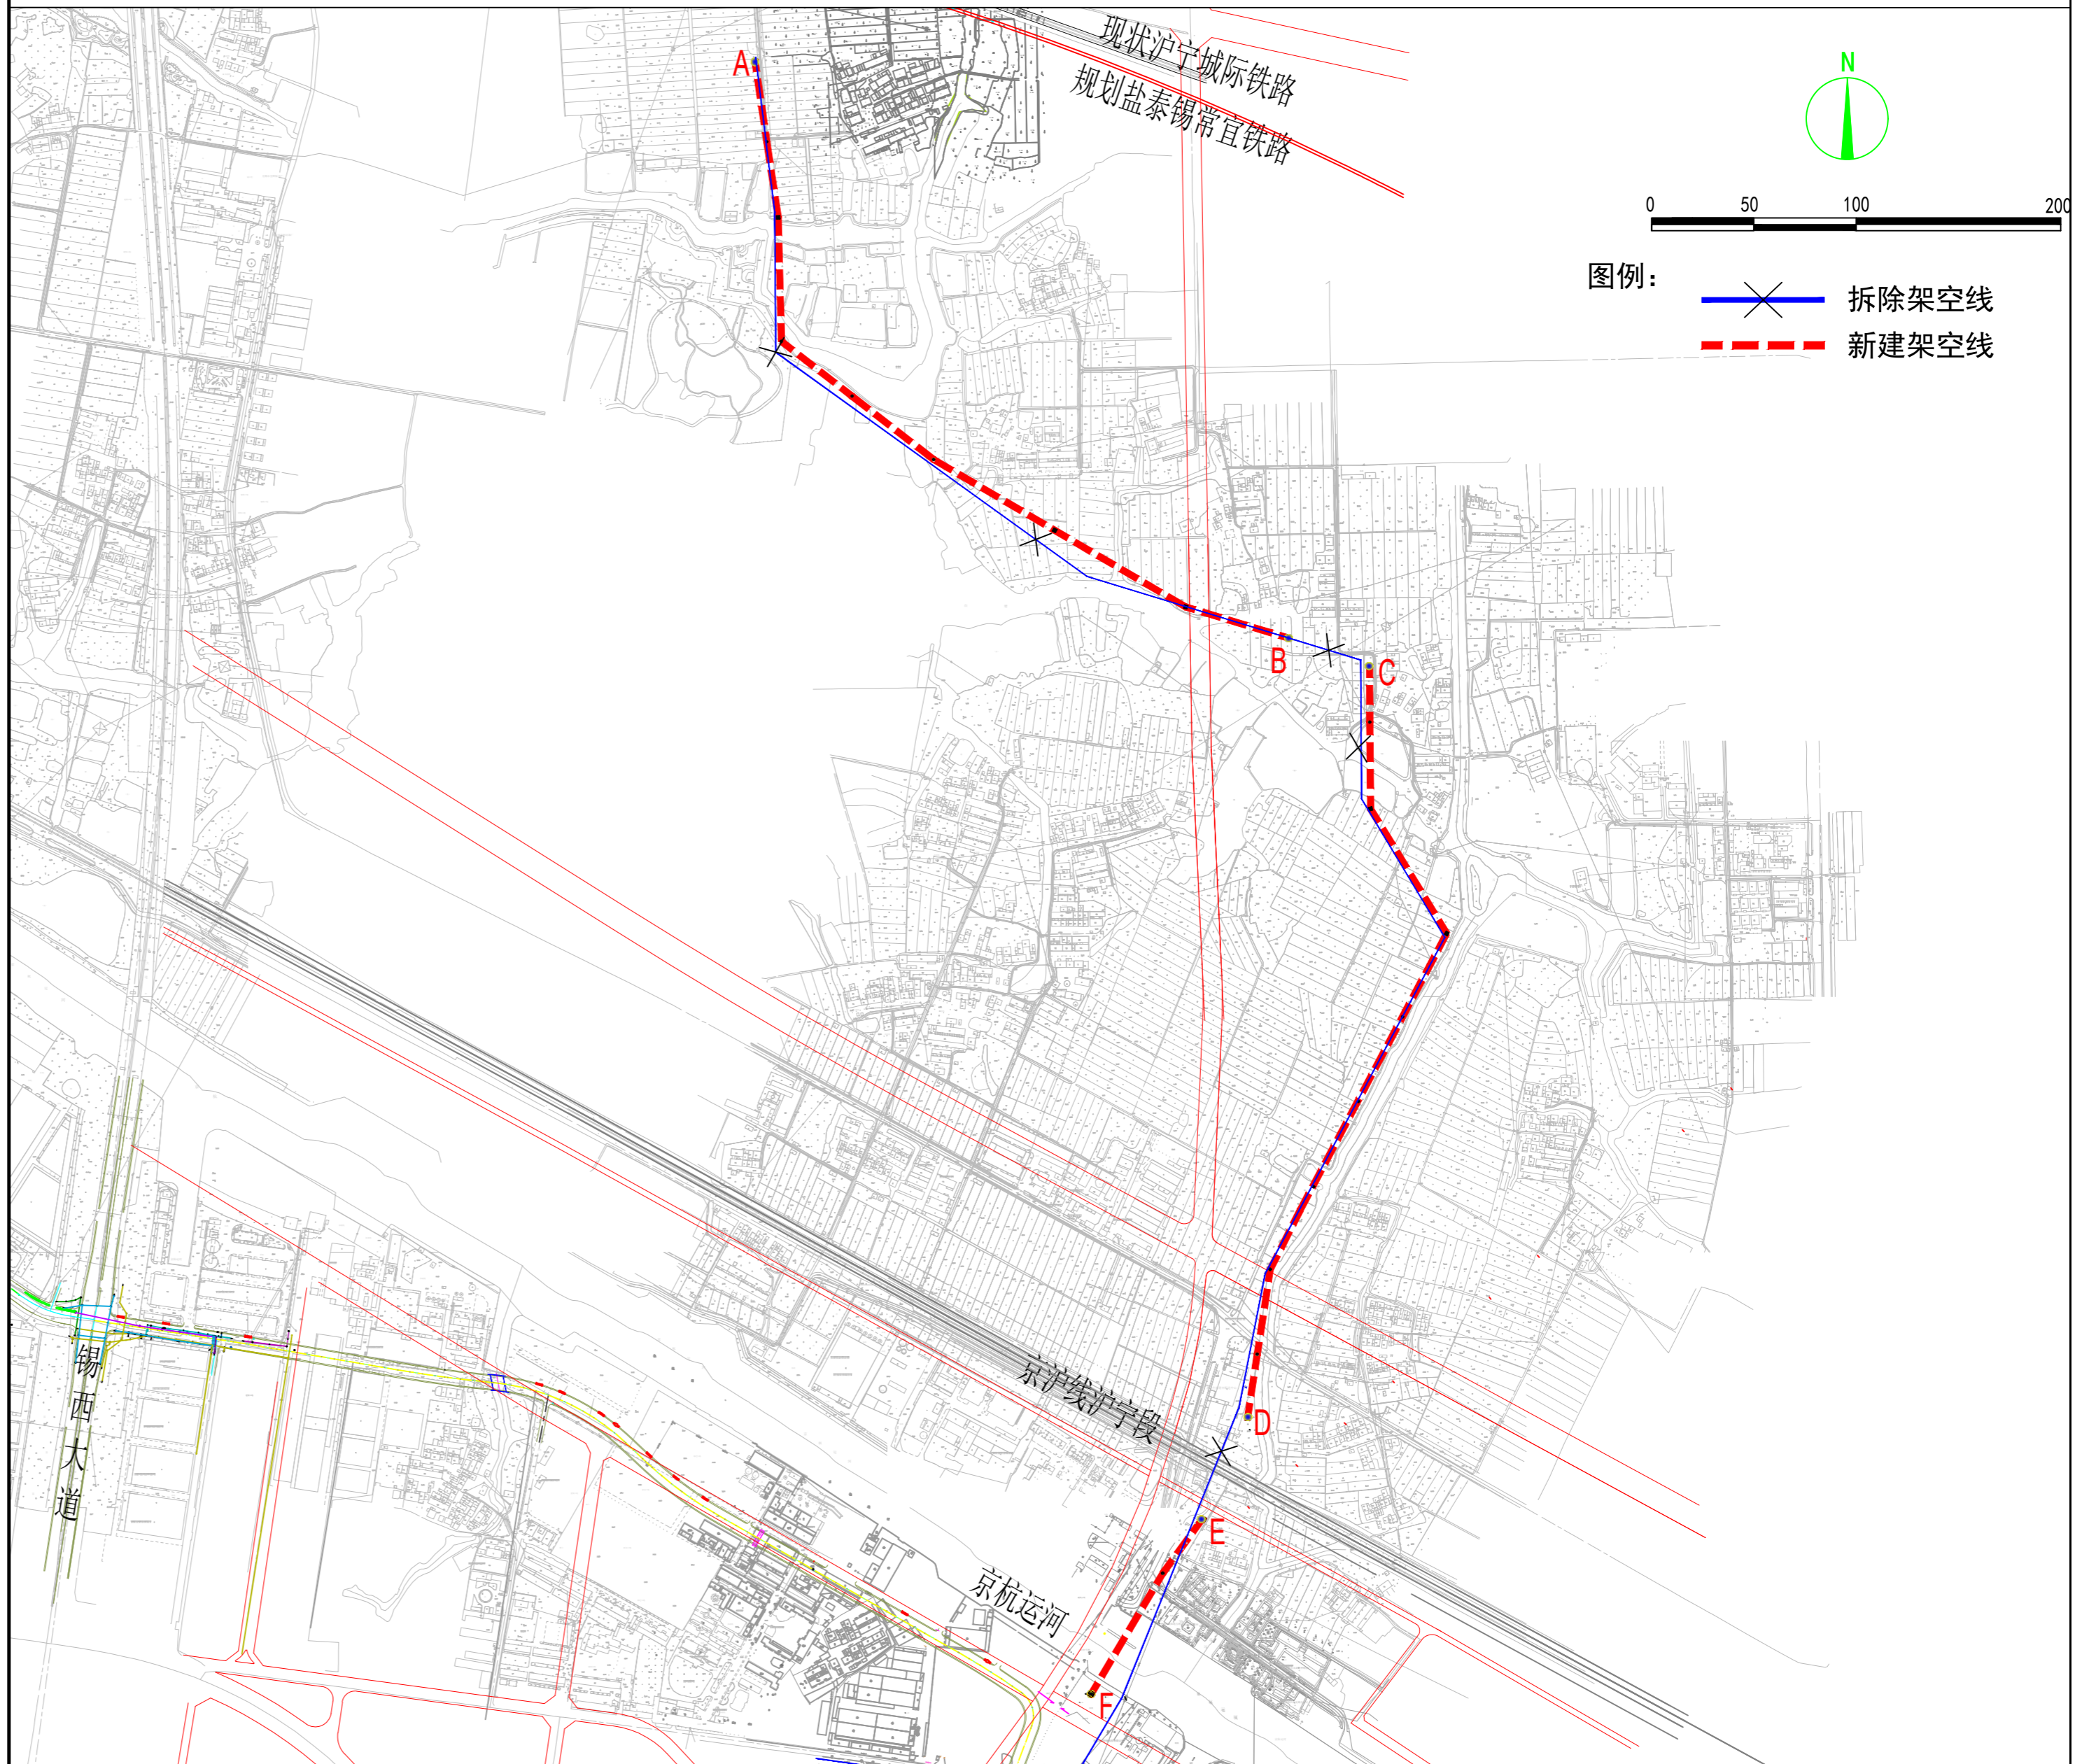 现状沪宁城际铁路
规划盐泰锡常宜铁路
N
0 50 100 200
图例：
拆除架空线
新建架空线
A
B
C
D
E
F
京沪线沪宁段
京杭运河
锡西大道